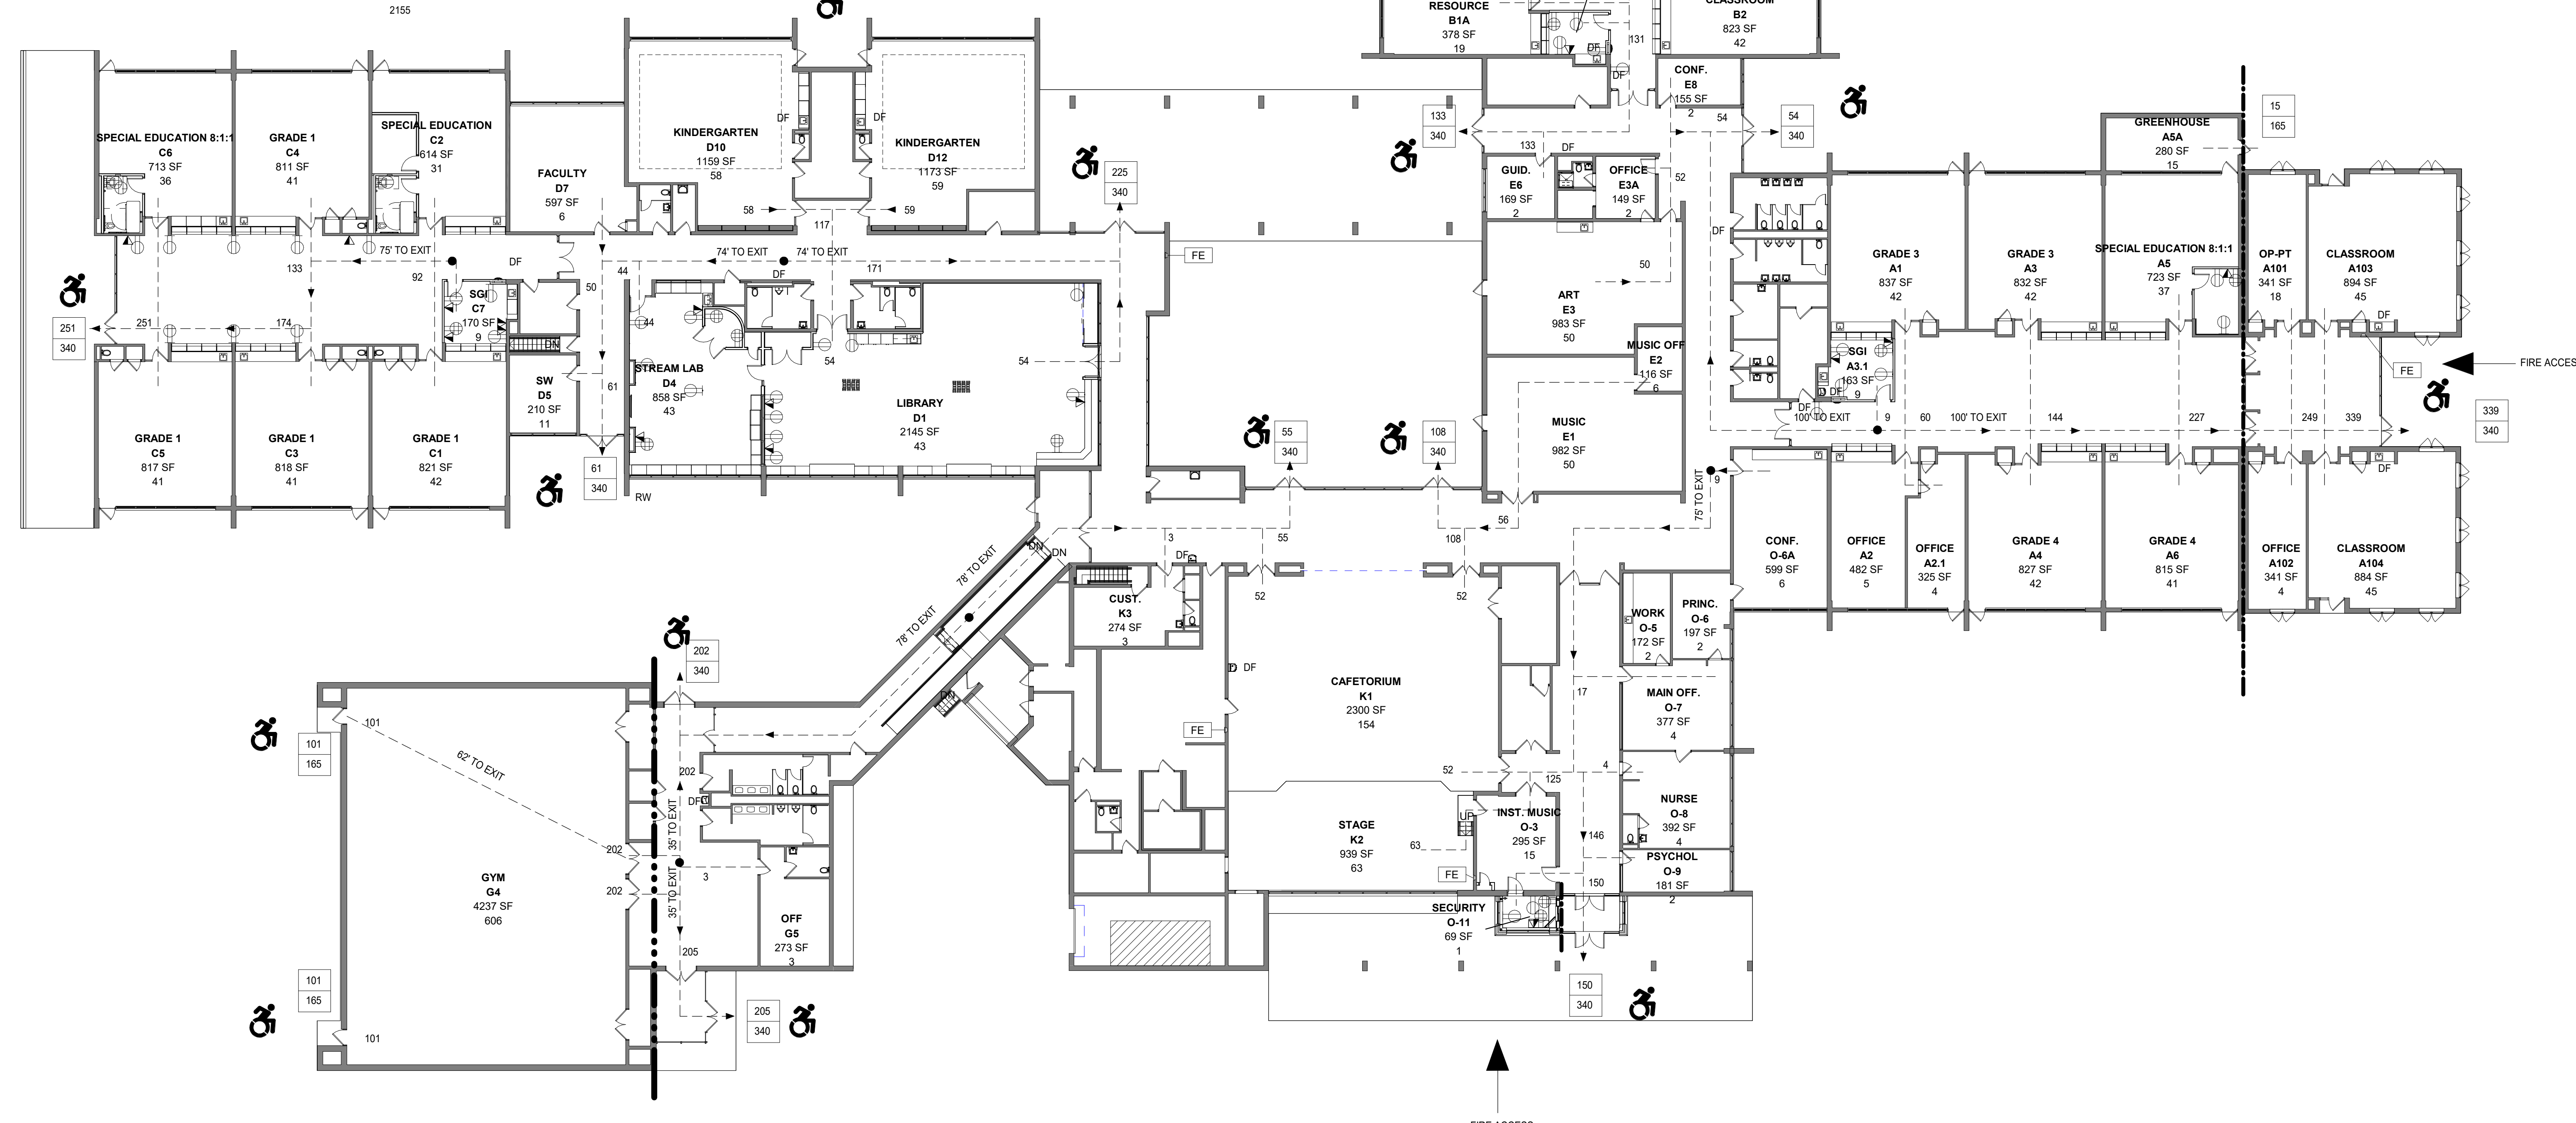 2155
RESOURCE
B1A
378 SF
19
DF
131
DF
CLASSROOM
B2
823 SF
42
CONF.
E8
155 SF
2
133
340
133
DF
54
54
340
15
165
SPECIAL EDUCATION 8:1:1
C6
713 SF
36
GRADE 1
C4
811 SF
41
SPECIAL EDUCATION
C2
614 SF
31
FACULTY
D7
597 SF
6
KINDERGARTEN
D10
1159 SF
58
DF
DF
KINDERGARTEN
D12
1173 SF
59
58
59
117
225
340
GUID.
E6
169 SF
2
OFFICE
E3A
149 SF
2
52
DF
GREENHOUSE
A5A
280 SF
15
GRADE 3
A1
837 SF
42
GRADE 3
A3
832 SF
42
SPECIAL EDUCATION 8:1:1
A5
723 SF
37
OP-PT
A101
341 SF
18
CLASSROOM
A103
894 SF
45
DF
75' TO EXIT
133
92
DF
44
50
74' TO EXIT
74' TO EXIT
DF
171
FE
251
340
251
174
SGI
C7
170 SF
9
DN
44
54
54
ART
E3
983 SF
50
50
MUSIC OFF
E2
116 SF
6
SGI
A3.1
163 SF
9
DF
DF
FE
FIRE ACCES
SW
D5
210 SF
11
61
STREAM LAB
D4
858 SF
43
LIBRARY
D1
2145 SF
43
MUSIC
E1
982 SF
50
100' TO EXIT
9
60
100' TO EXIT
144
227
249
339
339
340
GRADE 1
C5
817 SF
41
GRADE 1
C3
818 SF
41
GRADE 1
C1
821 SF
42
61
340
RW
55
340
108
340
9
75' TO EXIT
DF
56
3
DF
55
108
DN
DN
78' TO EXIT
78' TO EXIT
DN
CONF.
O-6A
599 SF
6
OFFICE
A2
482 SF
5
OFFICE
A2.1
325 SF
4
GRADE 4
A4
827 SF
42
GRADE 4
A6
815 SF
41
OFFICE
A102
341 SF
4
CLASSROOM
A104
884 SF
45
CUST.
K3
274 SF
3
52
52
WORK
O-5
172 SF
2
PRINC.
O-6
197 SF
2
202
340
DF
CAFETORIUM
K1
2300 SF
154
17
MAIN OFF.
O-7
377 SF
4
FE
101
101
165
62' TO EXIT
202
DF
35' TO EXIT
52
125
4
NURSE
O-8
392 SF
4
STAGE
K2
939 SF
63
UP
63
INST. MUSIC
O-3
295 SF
15
146
PSYCHOL
O-9
181 SF
2
202
202
3
35' TO EXIT
GYM
G4
4237 SF
606
FE
150
OFF
G5
273 SF
3
205
SECURITY
O-11
69 SF
1
101
165
101
205
340
150
340